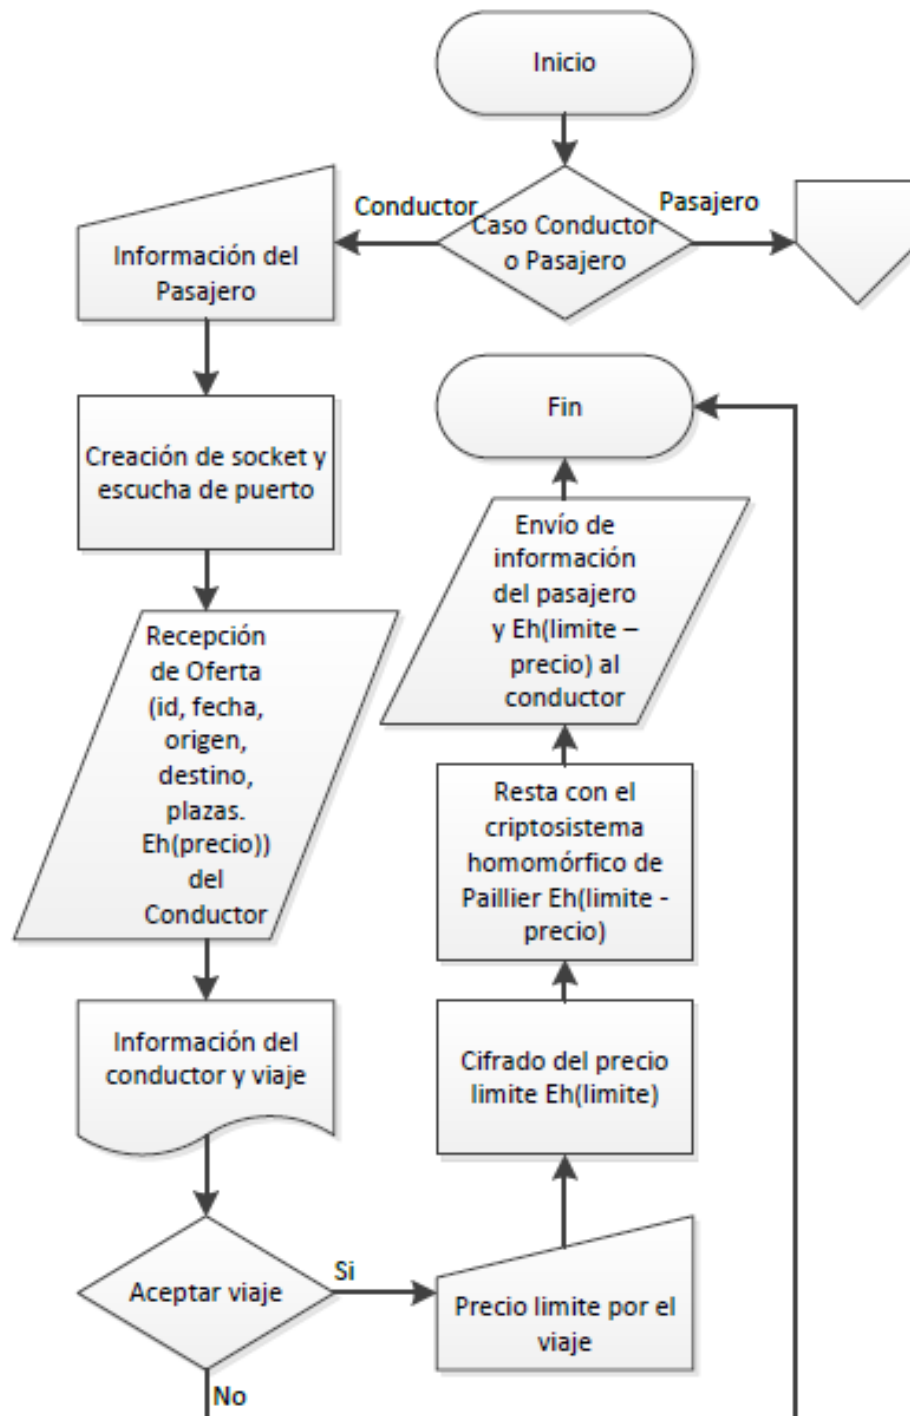 Inicio
Conductor
Pasajero
Caso Conductor
o Pasajero
Información del
Pasajero
Creación de socket y
escucha de puerto
Recepción
de Oferta
(id, fecha,
origen,
destino,
plazas.
Eh(precio))
del
Conductor
Información del
conductor y viaje
Aceptar viaje
Si
No
Precio limite por el
viaje
Cifrado del precio
limite Eh(limite)
Resta con el
criptosistema
homomórfico de
Paillier Eh(limite -
precio)
Envío de
información
del pasajero
y Eh(limite –
precio) al
conductor
Fin